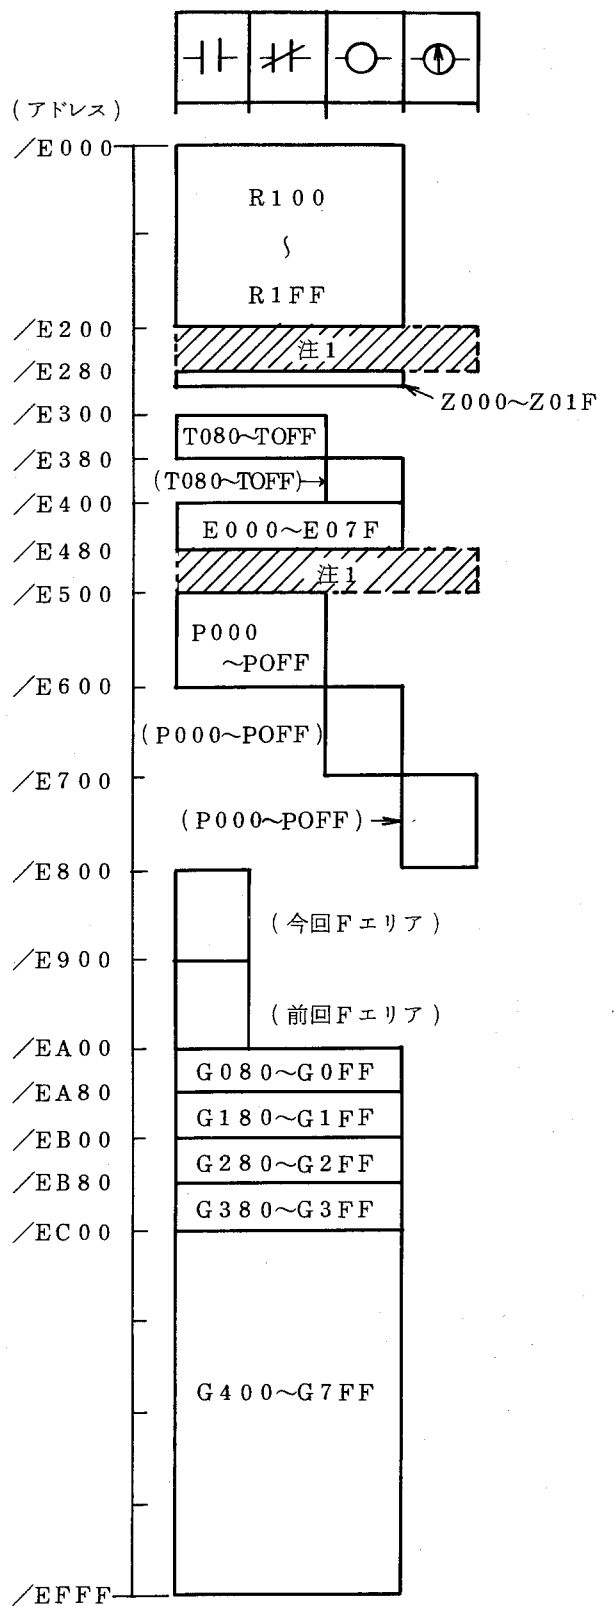 (アドレス)
/E000
R100
〜
R1FF
/E200
注1
/E280
Z000〜Z01F
/E300
T080〜TOFF
/E380
(T080〜TOFF)
/E400
E000〜E07F
/E480
注1
/E500
P000
〜POFF
/E600
(P000〜POFF)
/E700
(P000〜POFF)
/E800
(今回Fエリア)
/E900
(前回Fエリア)
/EA00
G080〜G0FF
/EA80
G180〜G1FF
/EB00
G280〜G2FF
/EB80
G380〜G3FF
/EC00
G400〜G7FF
/EFFF